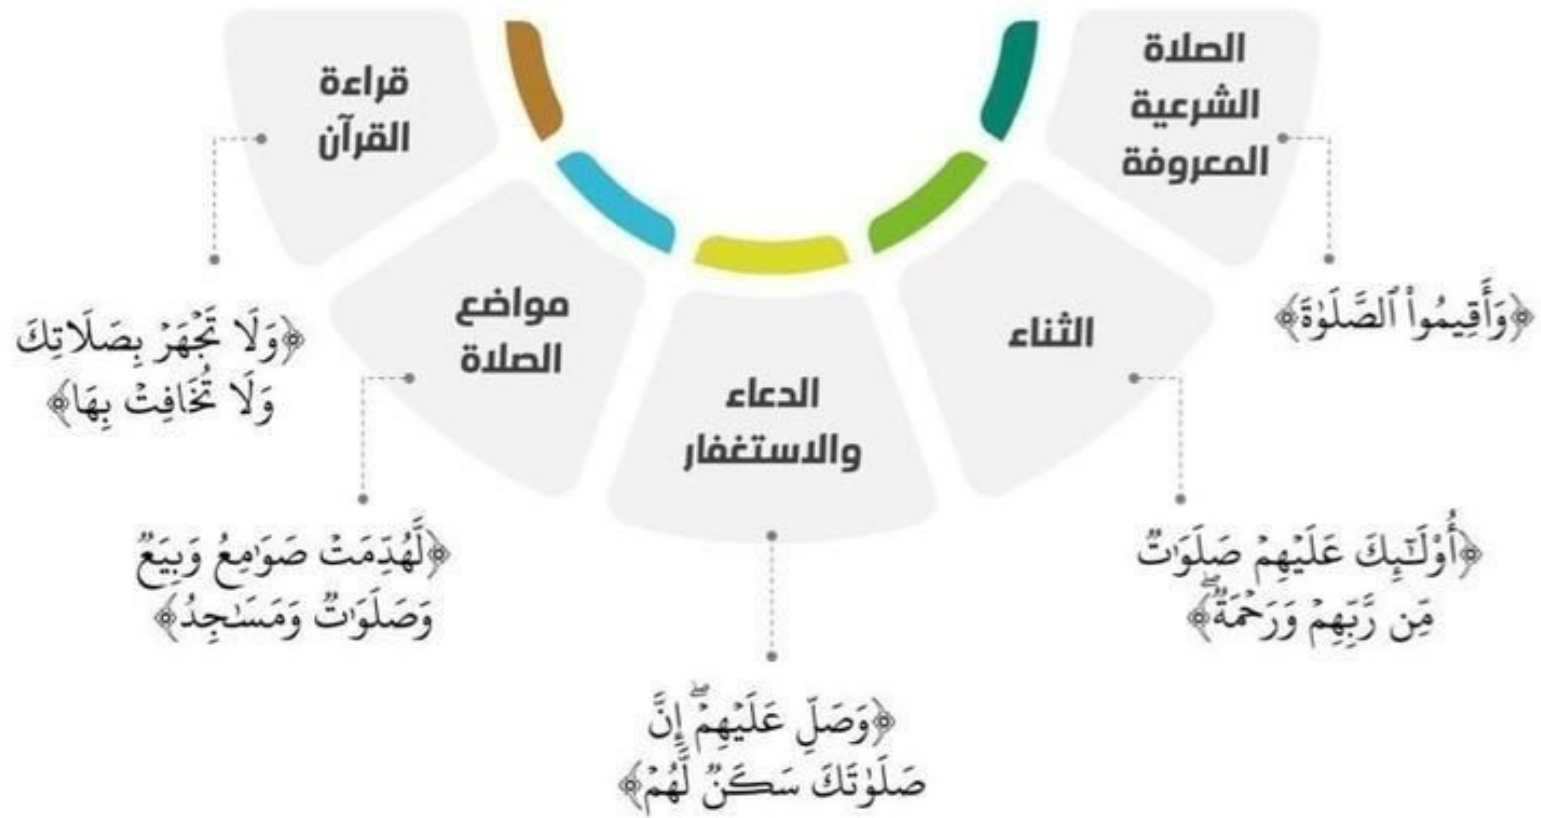 الصلاة
الشرعية
المعروفة
﴿وَأَقِيمُواْ ٱلصَّلَوٰةَ﴾
الثناء
﴿أُوْلَـٰٓئِكَ عَلَيۡهِمۡ صَلَوَٰتٌ
مِّن رَّبِّهِمۡ وَرَحۡمَةٌۖ﴾
الدعاء
والاستغفار
﴿وَصَلِّ عَلَيۡهِمۡۖ إِنَّ
صَلَوٰتَكَ سَكَنٌ لَّهُمۡ﴾
مواضع
الصلاة
﴿لَّهُدِّمَتۡ صَوَٰمِعُ وَبِيَعٌ
وَصَلَوَٰتٌ وَمَسَـٰجِدُ﴾
قراءة
القرآن
﴿وَلَا تَجۡهَرۡ بِصَلَاتِكَ
وَلَا تُخَافِتۡ بِهَا﴾